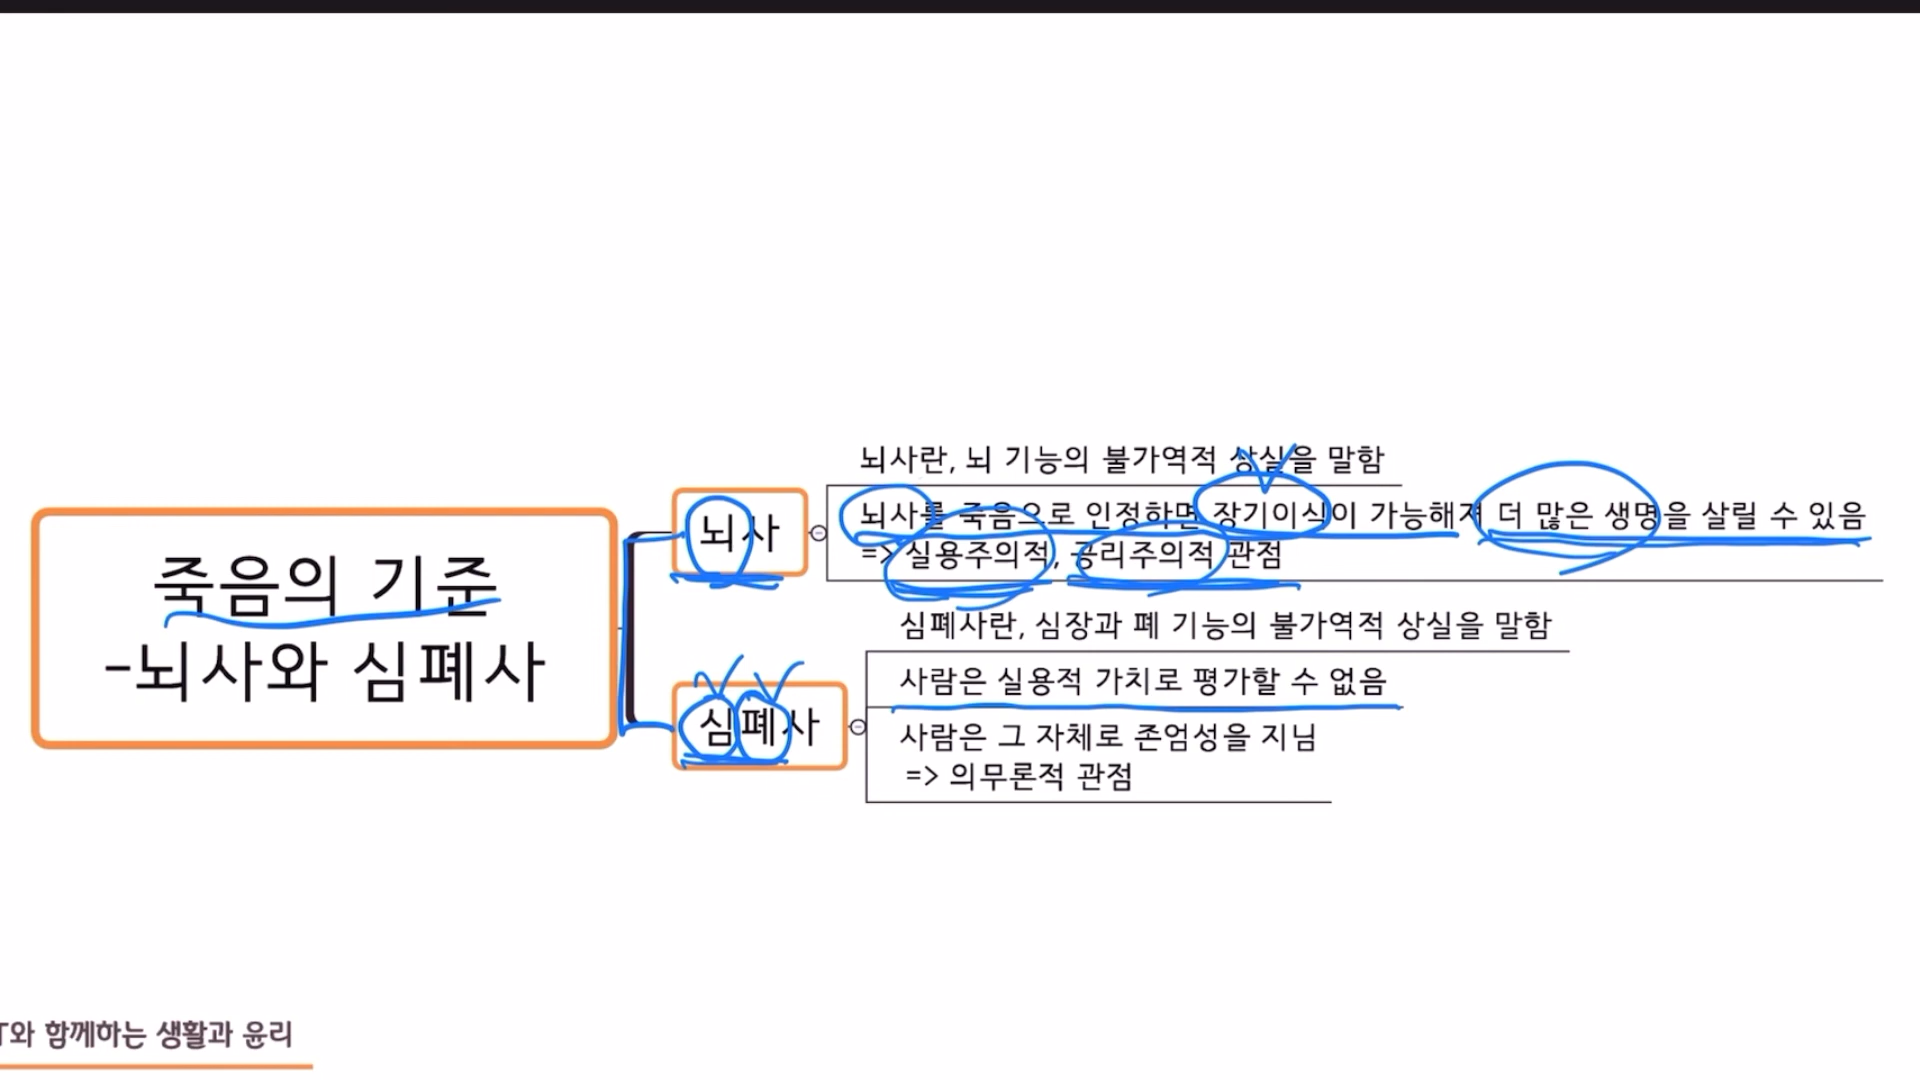 죽음의 기준
-뇌사와 심폐사
뇌사
뇌사란, 뇌 기능의 불가역적 상실을 말함
뇌사를 죽음으로 인정하면 장기이식이 가능해져 더 많은 생명을 살릴 수 있음
=> 실용주의적, 공리주의적 관점
심폐사
심폐사란, 심장과 폐 기능의 불가역적 상실을 말함
사람은 실용적 가치로 평가할 수 없음
사람은 그 자체로 존엄성을 지님
=> 의무론적 관점
T와 함께하는 생활과 윤리